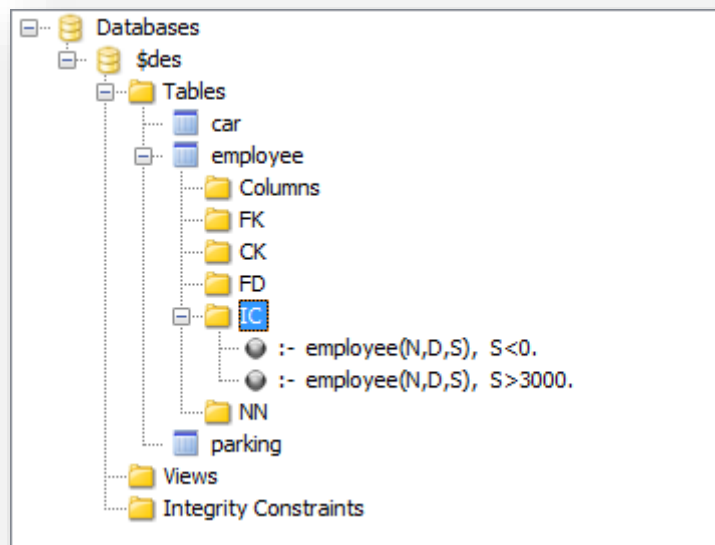 Databases
$des
Tables
car
employee
Columns
FK
CK
FD
IC
:- employee(N,D,S), S<0.
:- employee(N,D,S), S>3000.
NN
parking
Views
Integrity Constraints